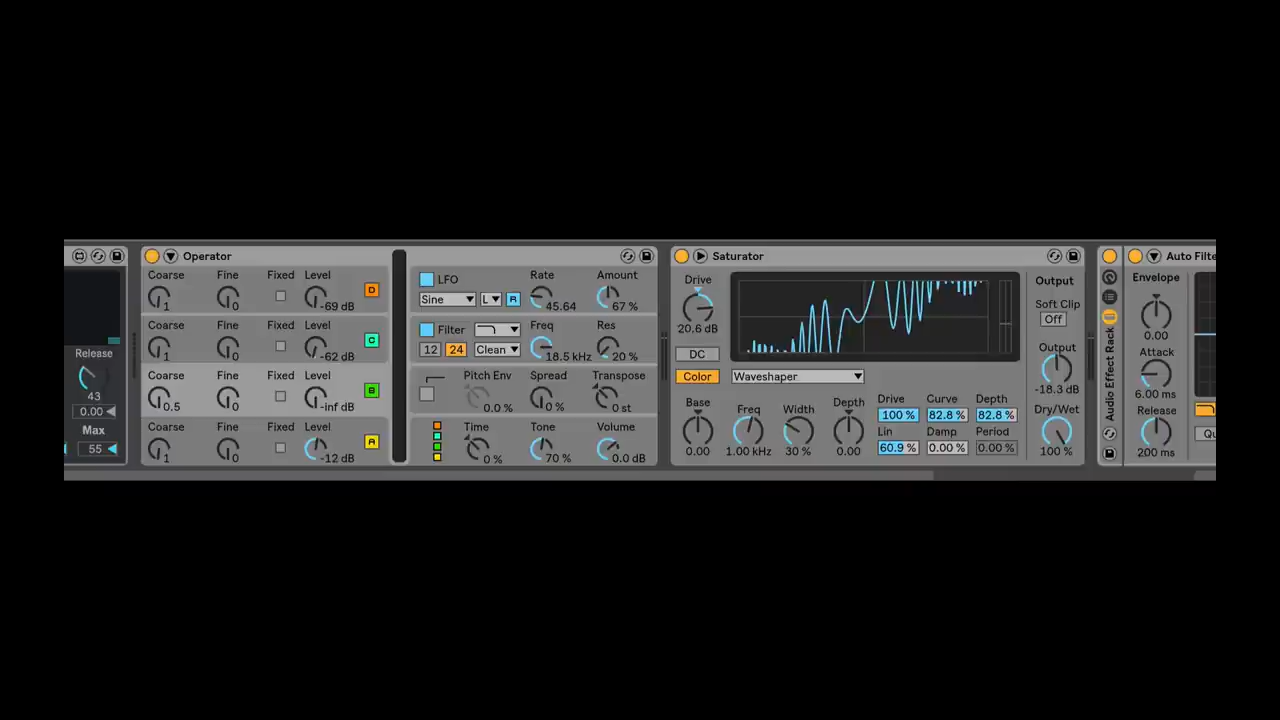 Operator
Saturator
Auto Filte
Release
43
0.00
Max
55
Coarse Fine Fixed Level
1 0 -69 dB D
Coarse Fine Fixed Level
1 0 -62 dB C
Coarse Fine Fixed Level
0.5 0 -inf dB B
Coarse Fine Fixed Level
1 0 -12 dB A
LFO Rate Amount
Sine L R 45.64 67 %
Filter Freq Res
12 24 Clean 18.5 kHz 20 %
Pitch Env Spread Transpose
0.0 % 0 % 0 st
Time Tone Volume
0 % 70 % 0.0 dB
Drive
20.6 dB
DC
Color Waveshaper
Base Freq Width Depth
0.00 1.00 kHz 30 % 0.00
Drive Curve Depth
100 % 82.8 % 82.8 %
Lin Damp Period
60.9 % 0.00 % 0.00 %
Output
Soft Clip
Off
Output
-18.3 dB
Dry/Wet
100 %
Audio Effect Rack
Envelope
0.00
Attack
6.00 ms
Release
200 ms
Qu